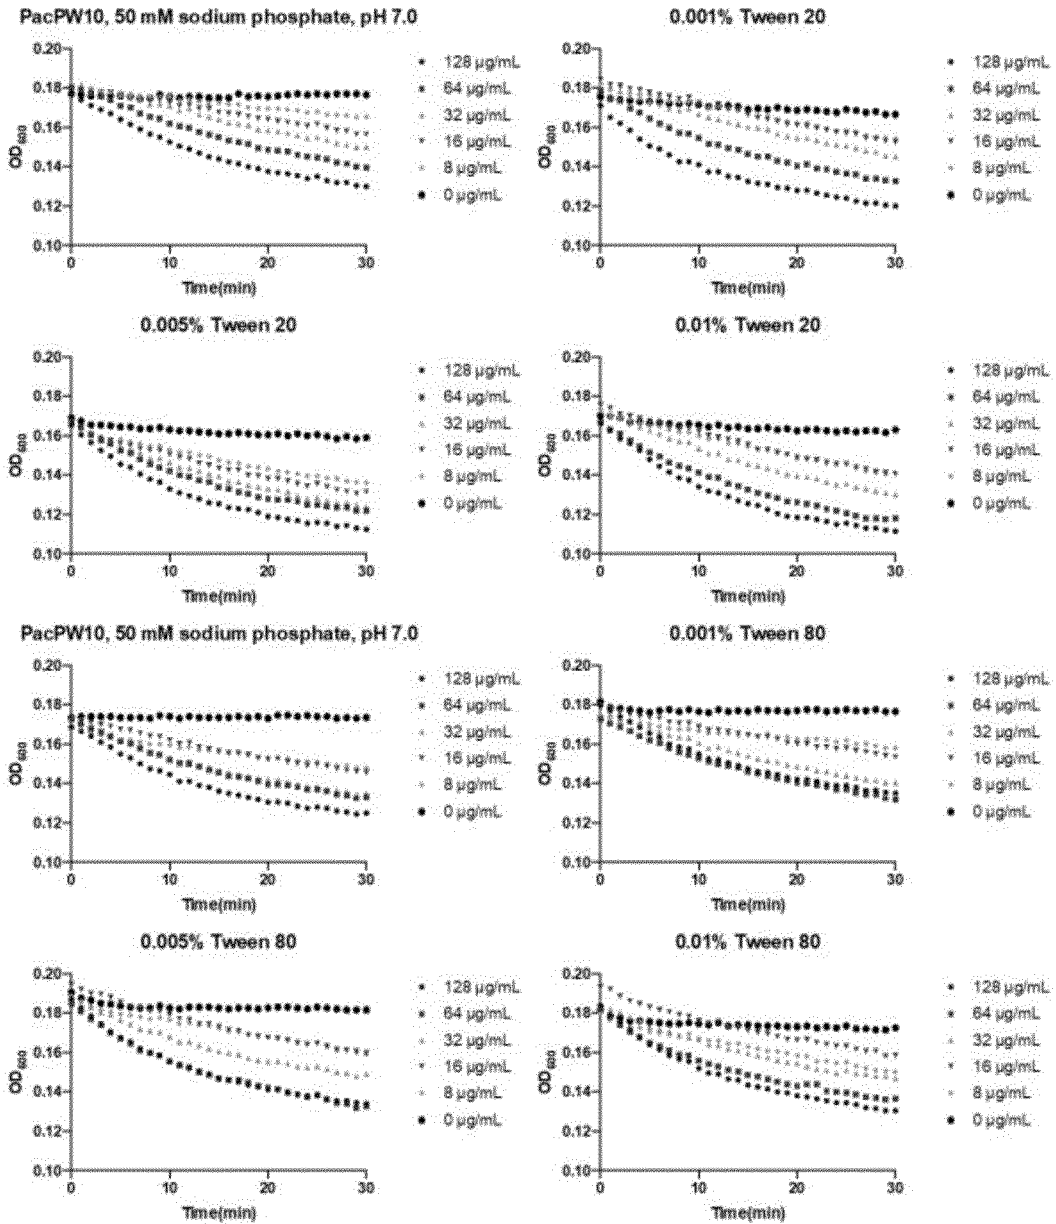 PacPW10, 50 mM sodium phosphate, pH 7.0
OD600
0.20
0.18
0.16
0.14
0.12
0.10
0 10 20 30
Time(min)
128 µg/mL
64 µg/mL
32 µg/mL
16 µg/mL
8 µg/mL
0 µg/mL
0.001% Tween 20
OD600
0.20
0.18
0.16
0.14
0.12
0.10
0 10 20 30
Time(min)
128 µg/mL
64 µg/mL
32 µg/mL
16 µg/mL
8 µg/mL
0 µg/mL
0.005% Tween 20
OD600
0.20
0.18
0.16
0.14
0.12
0.10
0 10 20 30
Time(min)
128 µg/mL
64 µg/mL
32 µg/mL
16 µg/mL
8 µg/mL
0 µg/mL
0.01% Tween 20
OD600
0.20
0.18
0.16
0.14
0.12
0.10
0 10 20 30
Time(min)
128 µg/mL
64 µg/mL
32 µg/mL
16 µg/mL
8 µg/mL
0 µg/mL
PacPW10, 50 mM sodium phosphate, pH 7.0
OD600
0.20
0.18
0.16
0.14
0.12
0.10
0 10 20 30
Time(min)
128 µg/mL
64 µg/mL
32 µg/mL
16 µg/mL
8 µg/mL
0 µg/mL
0.001% Tween 80
OD600
0.20
0.18
0.16
0.14
0.12
0.10
0 10 20 30
Time(min)
128 µg/mL
64 µg/mL
32 µg/mL
16 µg/mL
8 µg/mL
0 µg/mL
0.005% Tween 80
OD600
0.20
0.18
0.16
0.14
0.12
0.10
0 10 20 30
Time(min)
128 µg/mL
64 µg/mL
32 µg/mL
16 µg/mL
8 µg/mL
0 µg/mL
0.01% Tween 80
OD600
0.20
0.18
0.16
0.14
0.12
0.10
0 10 20 30
Time(min)
128 µg/mL
64 µg/mL
32 µg/mL
16 µg/mL
8 µg/mL
0 µg/mL